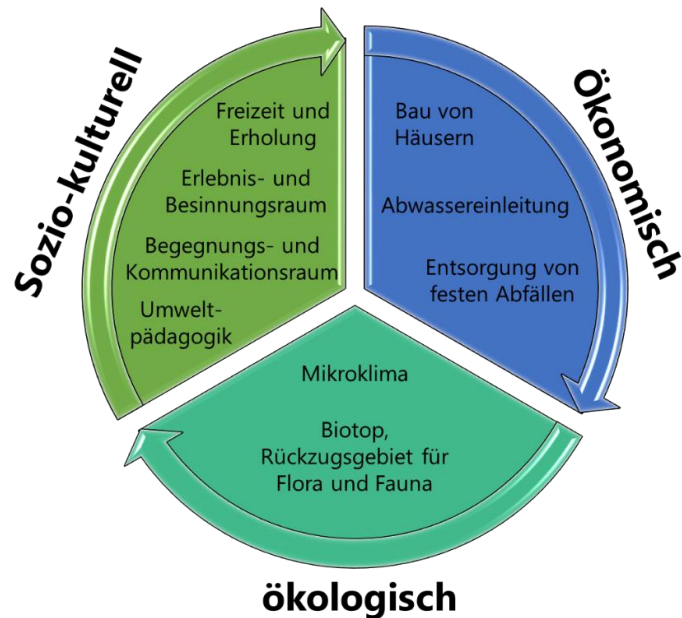 Sozio-kulturell
Freizeit und
Erholung
Erlebnis- und
Besinnungsraum
Begegnungs- und
Kommunikationsraum
Umwelt-
pädagogik
Ökonomisch
Bau von
Häusern
Abwassereinleitung
Entsorgung von
festen Abfällen
Mikroklima
Biotop,
Rückzugsgebiet für
Flora und Fauna
ökologisch